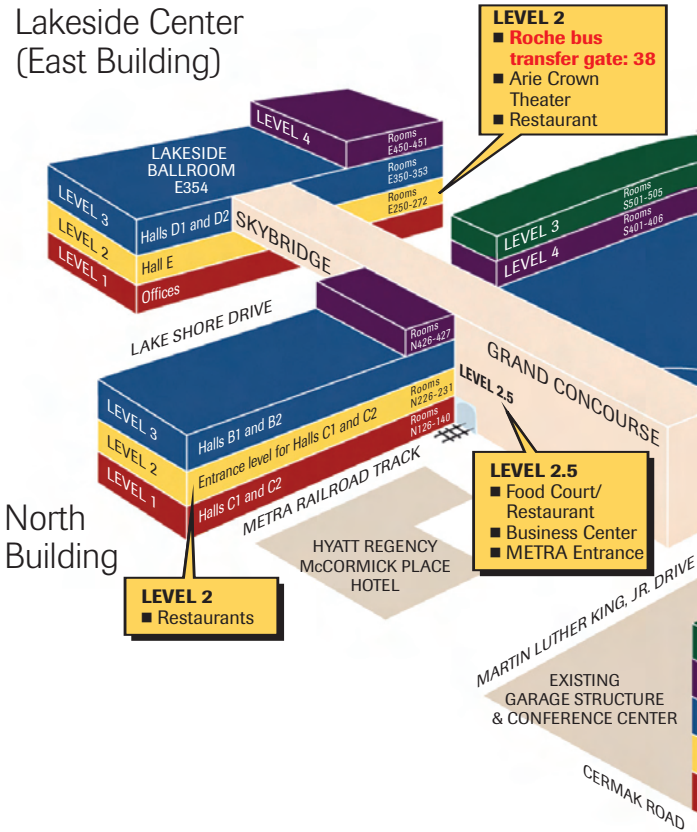 Lakeside Center
(East Building)
LEVEL 2
■ Roche bus
transfer gate: 38
■ Arie Crown
Theater
■ Restaurant
LEVEL 4
Rooms
E450-451
LAKESIDE
BALLROOM
E354
Rooms
E350-353
Rooms
E250-272
LEVEL 3
Halls D1 and D2
LEVEL 2
Hall E
LEVEL 1
Offices
SKYBRIDGE
LEVEL 3
Rooms
S501-505
LEVEL 4
Rooms
S401-406
LAKE SHORE DRIVE
Rooms
N426-427
GRAND CONCOURSE
LEVEL 2.5
LEVEL 3
Halls B1 and B2
LEVEL 2
Entrance level for Halls C1 and C2
Rooms
N226-231
LEVEL 1
Halls C1 and C2
Rooms
N126-140
METRA RAILROAD TRACK
LEVEL 2.5
■ Food Court/
Restaurant
■ Business Center
■ METRA Entrance
North
Building
HYATT REGENCY
McCORMICK PLACE
HOTEL
LEVEL 2
■ Restaurants
MARTIN LUTHER KING, JR. DRIVE
EXISTING
GARAGE STRUCTURE
& CONFERENCE CENTER
CERMAK ROAD